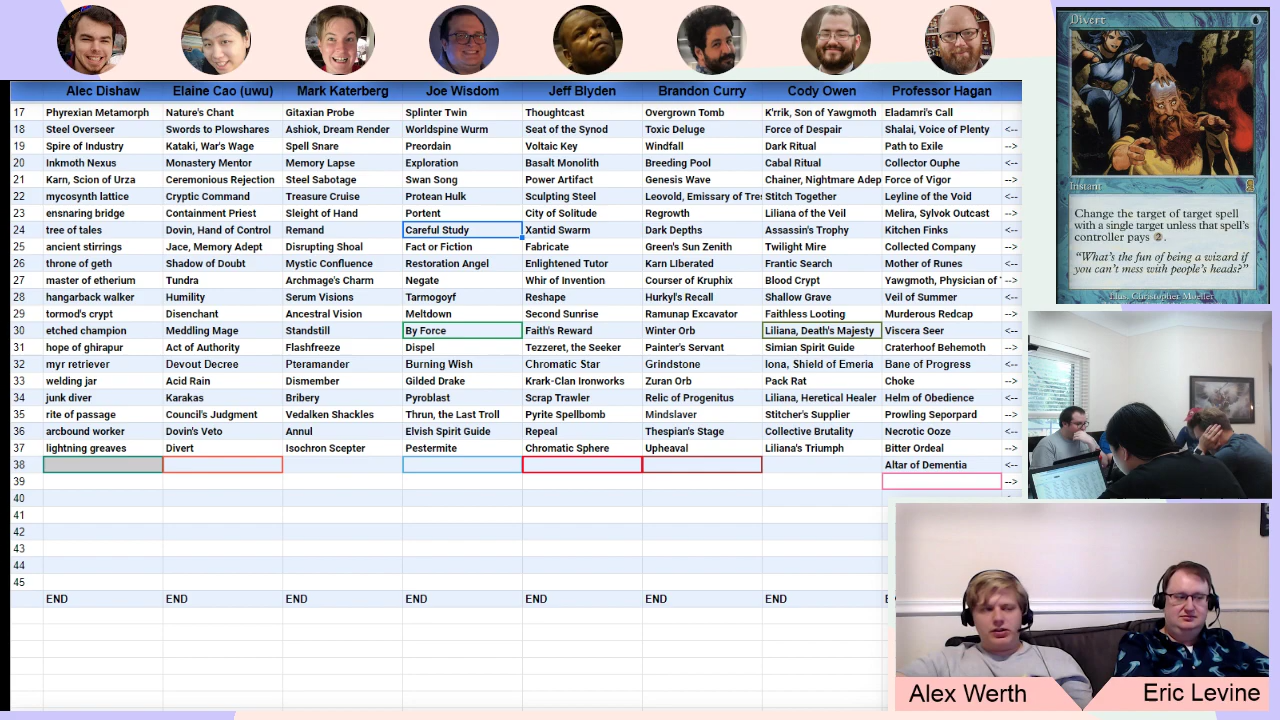 Alec Dishaw Elaine Cao (uwu) Mark Katerberg Joe Wisdom Jeff Blyden Brandon Curry Cody Owen Professor Hagan
17 Phyrexian Metamorph Nature's Chant Gitaxian Probe Splinter Twin Thoughtcast Overgrown Tomb K'rrik, Son of Yawgmoth Eladamri's Call
18 Steel Overseer Swords to Plowshares Ashiok, Dream Render Worldspine Wurm Seat of the Synod Toxic Deluge Force of Despair Shalai, Voice of Plenty <--
19 Spire of Industry Kataki, War's Wage Spell Snare Preordain Voltaic Key Windfall Dark Ritual Path to Exile -->
20 Inkmoth Nexus Monastery Mentor Memory Lapse Exploration Basalt Monolith Breeding Pool Cabal Ritual Collector Ouphe <--
21 Karn, Scion of Urza Ceremonious Rejection Steel Sabotage Swan Song Power Artifact Genesis Wave Chainer, Nightmare Adep Force of Vigor -->
22 mycosynth lattice Cryptic Command Treasure Cruise Protean Hulk Sculpting Steel Leovold, Emissary of Tres Stitch Together Leyline of the Void <--
23 ensnaring bridge Containment Priest Sleight of Hand Portent City of Solitude Regrowth Liliana of the Veil Melira, Sylvok Outcast -->
24 tree of tales Dovin, Hand of Control Remand Careful Study Xantid Swarm Dark Depths Assassin's Trophy Kitchen Finks <--
25 ancient stirrings Jace, Memory Adept Disrupting Shoal Fact or Fiction Fabricate Green's Sun Zenith Twilight Mire Collected Company -->
26 throne of geth Shadow of Doubt Mystic Confluence Restoration Angel Enlightened Tutor Karn LIberated Frantic Search Mother of Runes <--
27 master of etherium Tundra Archmage's Charm Negate Whir of Invention Courser of Kruphix Blood Crypt Yawgmoth, Physician of -->
28 hangarback walker Humility Serum Visions Tarmogoyf Reshape Hurkyl's Recall Shallow Grave Veil of Summer <--
29 tormod's crypt Disenchant Ancestral Vision Meltdown Second Sunrise Ramunap Excavator Faithless Looting Murderous Redcap -->
30 etched champion Meddling Mage Standstill By Force Faith's Reward Winter Orb Liliana, Death's Majesty Viscera Seer <--
31 hope of ghirapur Act of Authority Flashfreeze Dispel Tezzeret, the Seeker Painter's Servant Simian Spirit Guide Craterhoof Behemoth -->
32 myr retriever Devout Decree Pteramander Burning Wish Chromatic Star Grindstone Iona, Shield of Emeria Bane of Progress <--
33 welding jar Acid Rain Dismember Gilded Drake Krark-Clan Ironworks Zuran Orb Pack Rat Choke -->
34 junk diver Karakas Bribery Pyroblast Scrap Trawler Relic of Progenitus Liliana, Heretical Healer Helm of Obedience <--
35 rite of passage Council's Judgment Vedalken Shackles Thrun, the Last Troll Pyrite Spellbomb Mindslaver Shriekmaw Prowling Serpopard -->
36 arcbound worker Dovin's Veto Annul Elvish Spirit Guide Repeal Thespian's Stage Collective Brutality Necrotic Ooze <--
37 lightning greaves Divert Isochron Scepter Pestermite Chromatic Sphere Upheaval Liliana's Triumph Bitter Ordeal -->
38 Altar of Dementia <--
39 -->
40
41
42
43
44
45
END END END END END END END
Divert
Instant
Change the target of target spell
with a single target unless that spell's
controller pays 2.
"What's the fun of being a wizard if
you can't mess with people's heads?"
Illus. Christopher Moeller
Alex Werth
Eric Levine